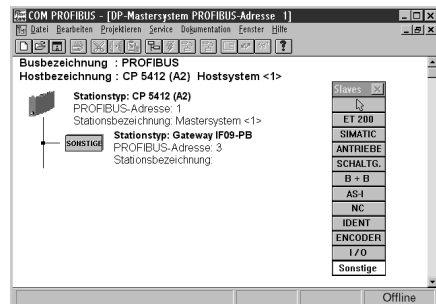 COM PROFIBUS - [DP-Mastersystem PROFIBUS-Adresse 1]
Datei Bearbeiten Projektieren Service Dokumentation Fenster Hilfe
Busbezeichnung : PROFIBUS
Hostbezeichnung : CP 5412 (A2) Hostsystem <1>
Stationstyp: CP 5412 (A2)
PROFIBUS-Adresse: 1
Stationsbezeichnung: Mastersystem <1>
SONSTIGE
Stationstyp: Gateway IF09-PB
PROFIBUS-Adresse: 3
Stationsbezeichnung:
Slaves
ET 200
SIMATIC
ANTRIEBE
SCHALTG.
B + B
AS-I
NC
IDENT
ENCODER
I / O
Sonstige
Offline